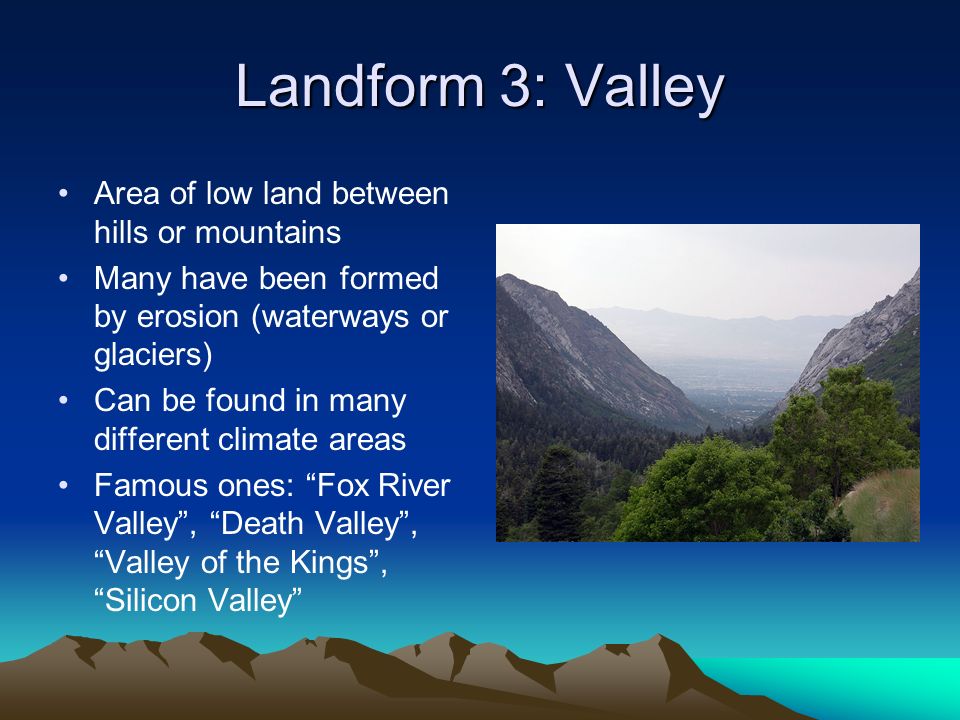 Landform 3: Valley
• Area of low land between
hills or mountains
• Many have been formed
by erosion (waterways or
glaciers)
• Can be found in many
different climate areas
• Famous ones: “Fox River
Valley”, “Death Valley”,
“Valley of the Kings”,
“Silicon Valley”